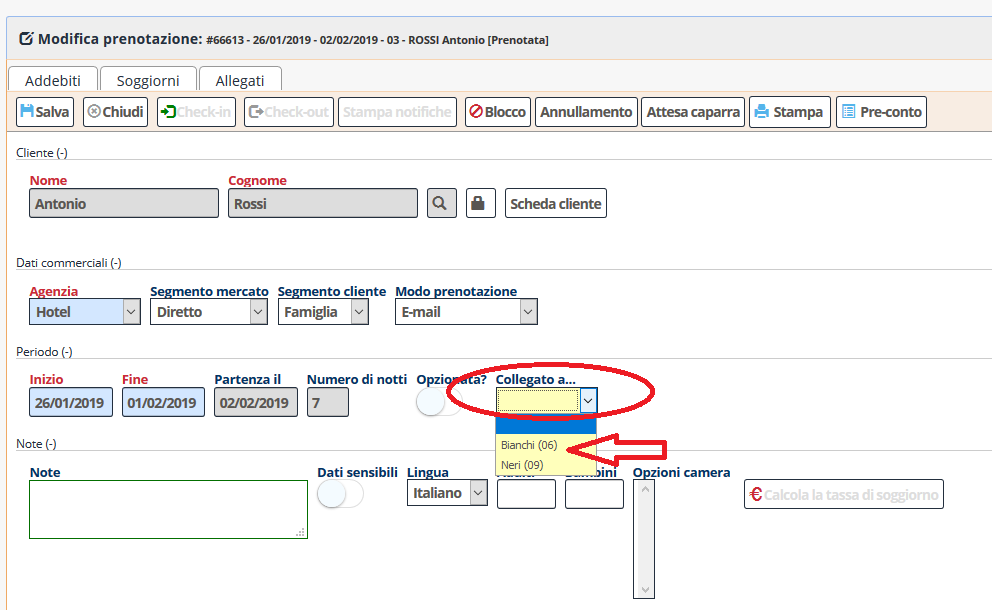 Modifica prenotazione: #66613 - 26/01/2019 - 02/02/2019 - 03 - ROSSI Antonio [Prenotata]
Addebiti Soggiorni Allegati
Salva Chiudi Check-in Check-out Stampa notifiche Blocco Annullamento Attesa caparra Stampa Pre-conto
Cliente (-)
Nome Cognome
Antonio Rossi Scheda cliente
Dati commerciali (-)
Agenzia Segmento mercato Segmento cliente Modo prenotazione
Hotel Diretto Famiglia E-mail
Periodo (-)
Inizio Fine Partenza il Numero di notti Opzionata? Collegato a...
26/01/2019 01/02/2019 02/02/2019 7
Note (-)
Bianchi (06)
Neri (09)
Note Dati sensibili Lingua Opzioni camera
Italiano € Calcola la tassa di soggiorno